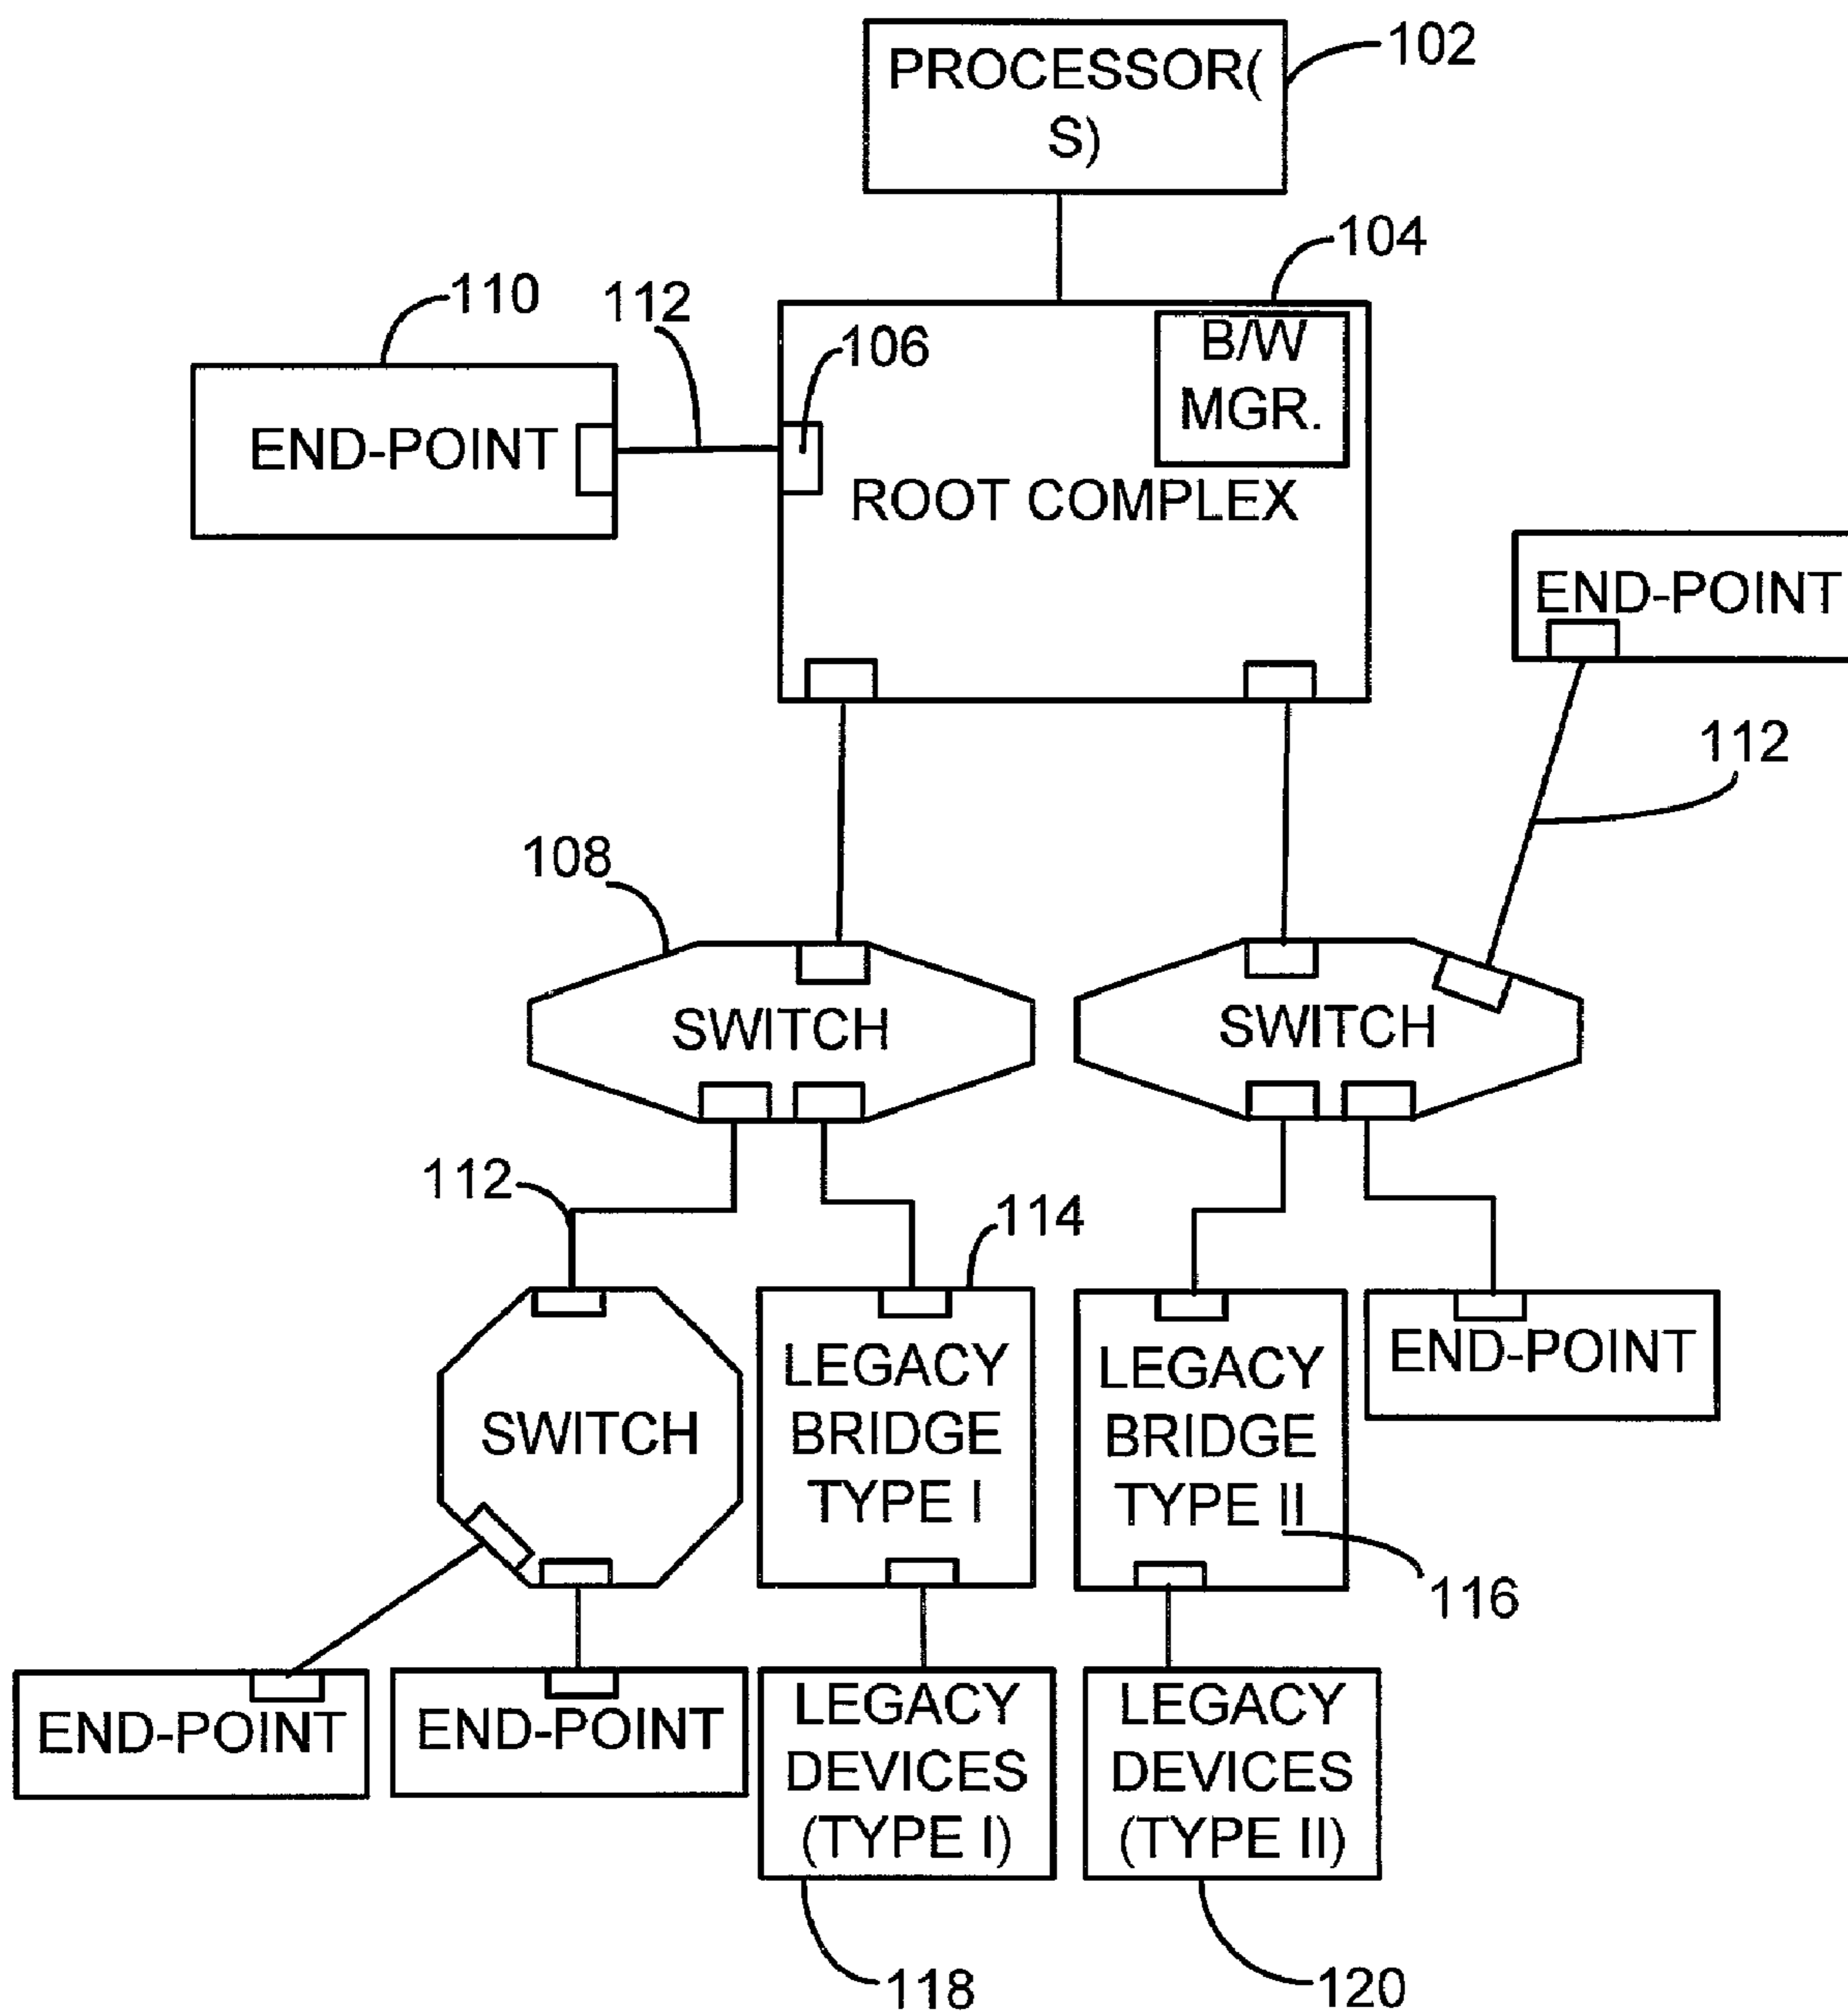 PROCESSOR(
S)
102
104
110
112
106
B/W
MGR.
END-POINT
ROOT COMPLEX
END-POINT
112
108
SWITCH
SWITCH
112
114
LEGACY
BRIDGE
TYPE I
LEGACY
BRIDGE
TYPE II
END-POINT
SWITCH
116
END-POINT
END-POINT
LEGACY
DEVICES
(TYPE I)
LEGACY
DEVICES
(TYPE II)
118
120